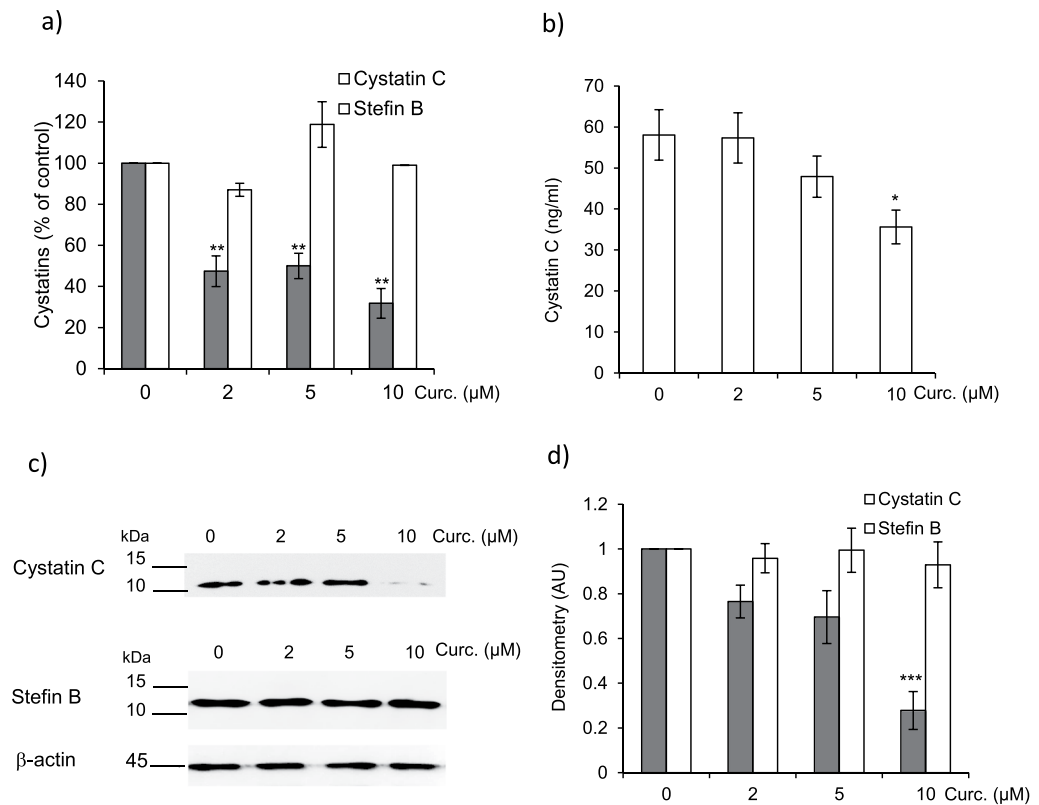 a)
Cystatin C
Stefin B
Cystatins (% of control)
140
120
100
80
60
40
20
0
** ** **
0 2 5 10 Curc. (µM)
b)
Cystatin C (ng/ml)
70
60
50
40
30
20
10
0
*
0 2 5 10 Curc. (µM)
c)
kDa 0 2 5 10 Curc. (µM)
15
Cystatin C
10
kDa 0 2 5 10 Curc. (µM)
15
Stefin B
10
β-actin 45
d)
Cystatin C
Stefin B
Densitometry (AU)
1.2
1
0.8
0.6
0.4
0.2
0
***
0 2 5 10 Curc. (µM)